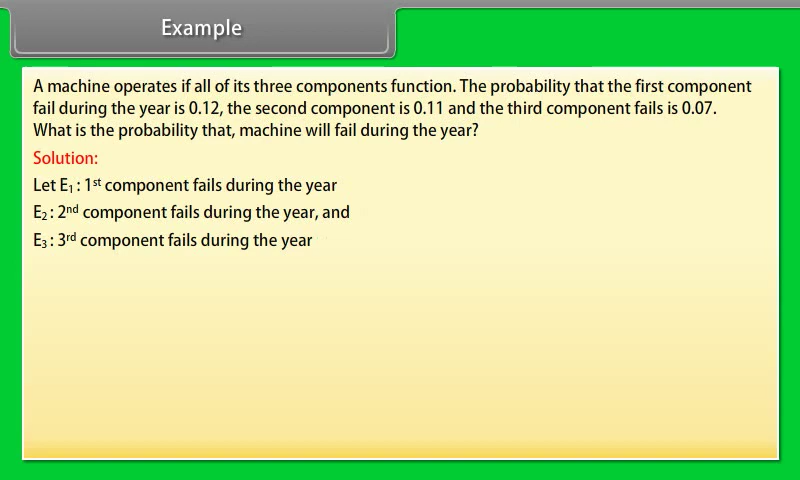 Example
A machine operates if all of its three components function. The probability that the first component
fail during the year is 0.12, the second component is 0.11 and the third component fails is 0.07.
What is the probability that, machine will fail during the year?
Solution:
Let E₁ : 1ˢᵗ component fails during the year
E₂ : 2ⁿᵈ component fails during the year, and
E₃ : 3ʳᵈ component fails during the year